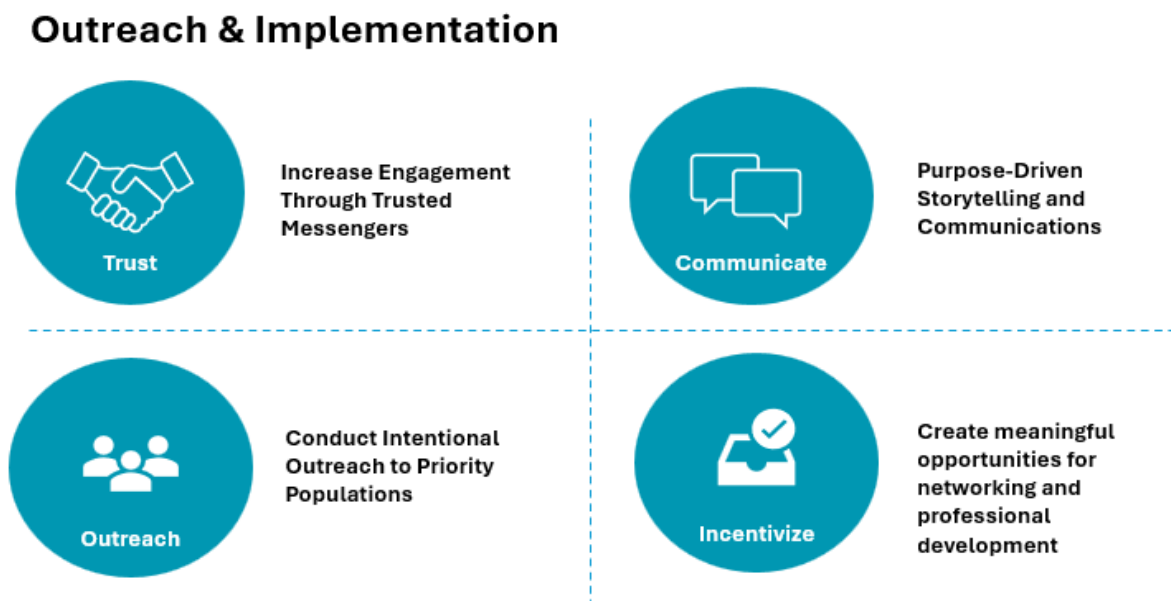 Outreach & Implementation
Trust
Increase Engagement
Through Trusted
Messengers
Communicate
Purpose-Driven
Storytelling and
Communications
Outreach
Conduct Intentional
Outreach to Priority
Populations
Incentivize
Create meaningful
opportunities for
networking and
professional
development